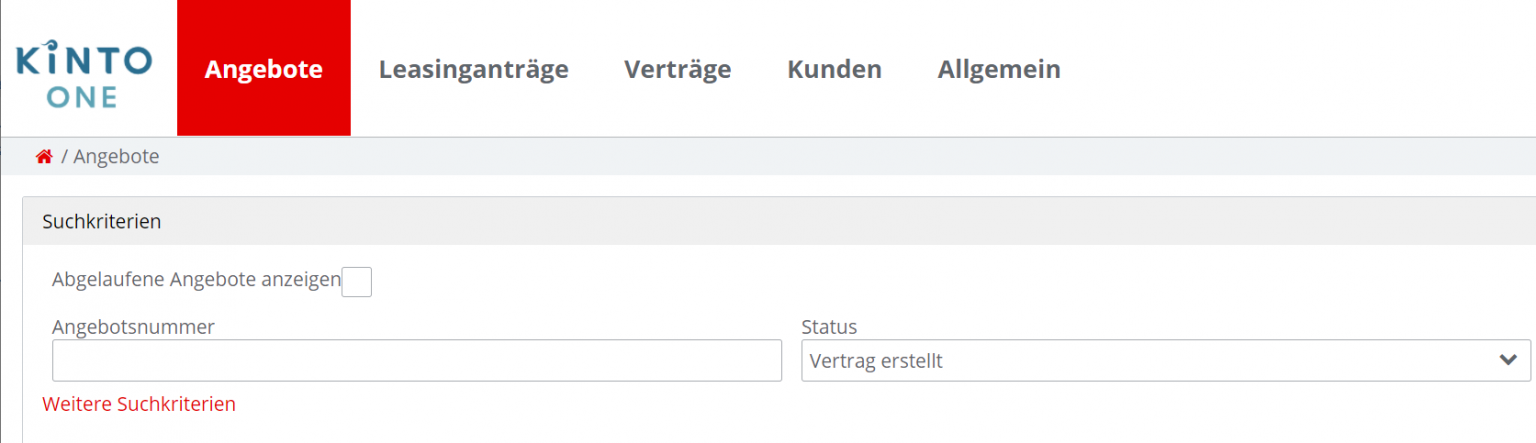 KiNTO
ONE
Angebote Leasinganträge Verträge Kunden Allgemein
/ Angebote
Suchkriterien
Abgelaufene Angebote anzeigen
Angebotsnummer Status
Vertrag erstellt
Weitere Suchkriterien